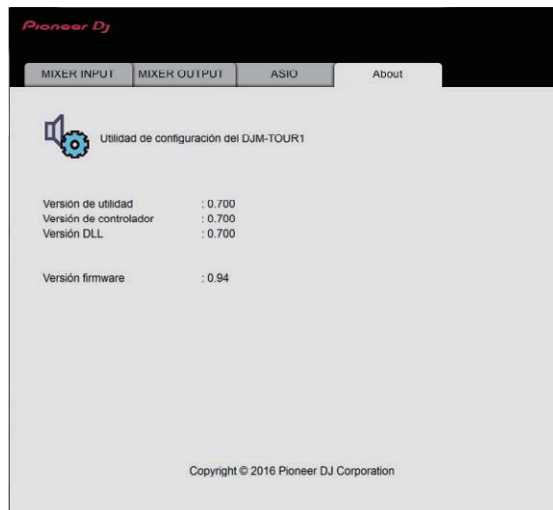 Pioneer Dj
MIXER INPUT MIXER OUTPUT ASIO About
Utilidad de configuración del DJM-TOUR1
Versión de utilidad : 0.700
Versión de controlador : 0.700
Versión DLL : 0.700
Versión firmware : 0.94
Copyright © 2016 Pioneer DJ Corporation